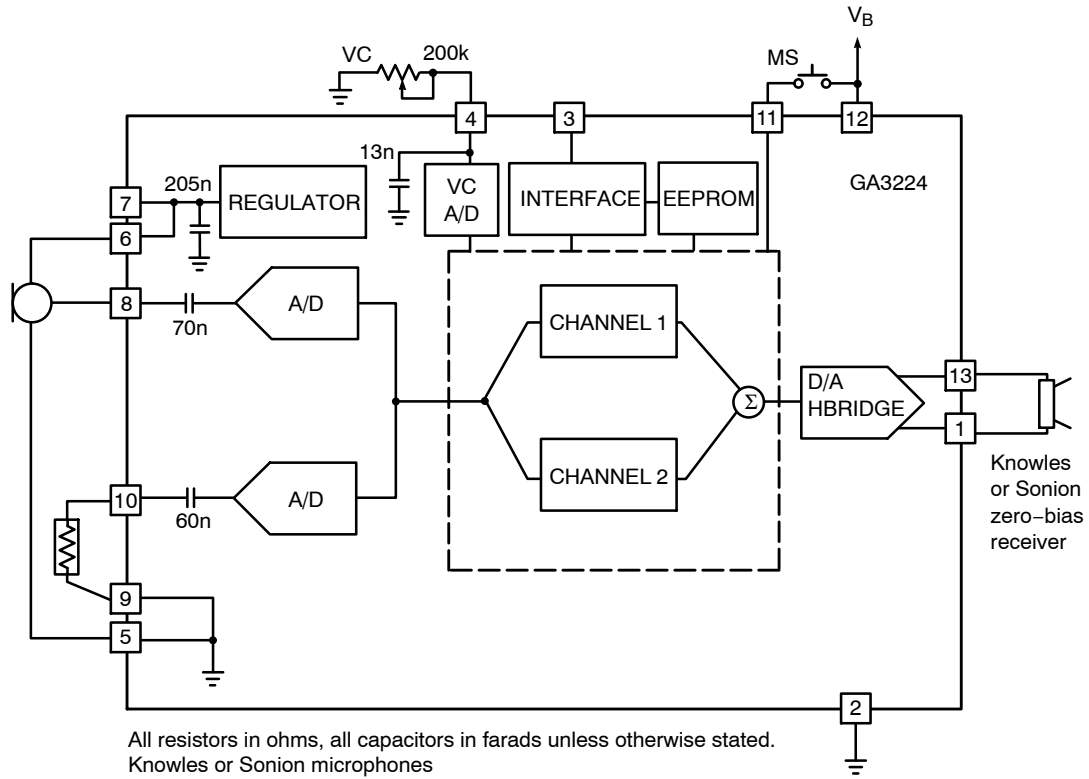 V_B
MS
VC 200k
4
3
11
12
13n
GA3224
VC
A/D
INTERFACE
EEPROM
205n
REGULATOR
7
6
8
70n
A/D
CHANNEL 1
D/A
HBRIDGE
13
Σ
1
CHANNEL 2
Knowles
or Sonion
zero−bias
receiver
10
60n
A/D
9
5
2
All resistors in ohms, all capacitors in farads unless otherwise stated.
Knowles or Sonion microphones